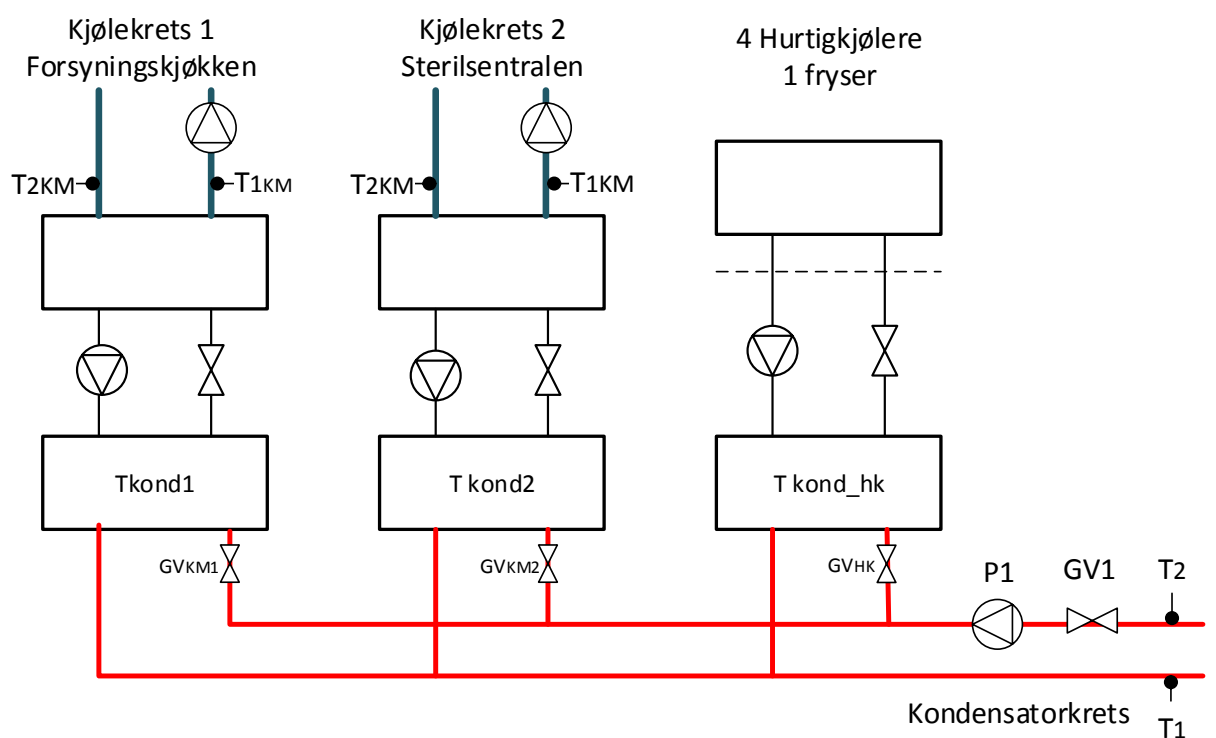 Kjølekrets 1
Forsyningskjøkken
Kjølekrets 2
Sterilsentralen
4 Hurtigkjølere
1 fryser
T2KM
T1KM
T2KM
T1KM
Tkond1
T kond2
T kond_hk
GVKM1
GVKM2
GVHK
P1
GV1
T2
Kondensatorkrets
T1